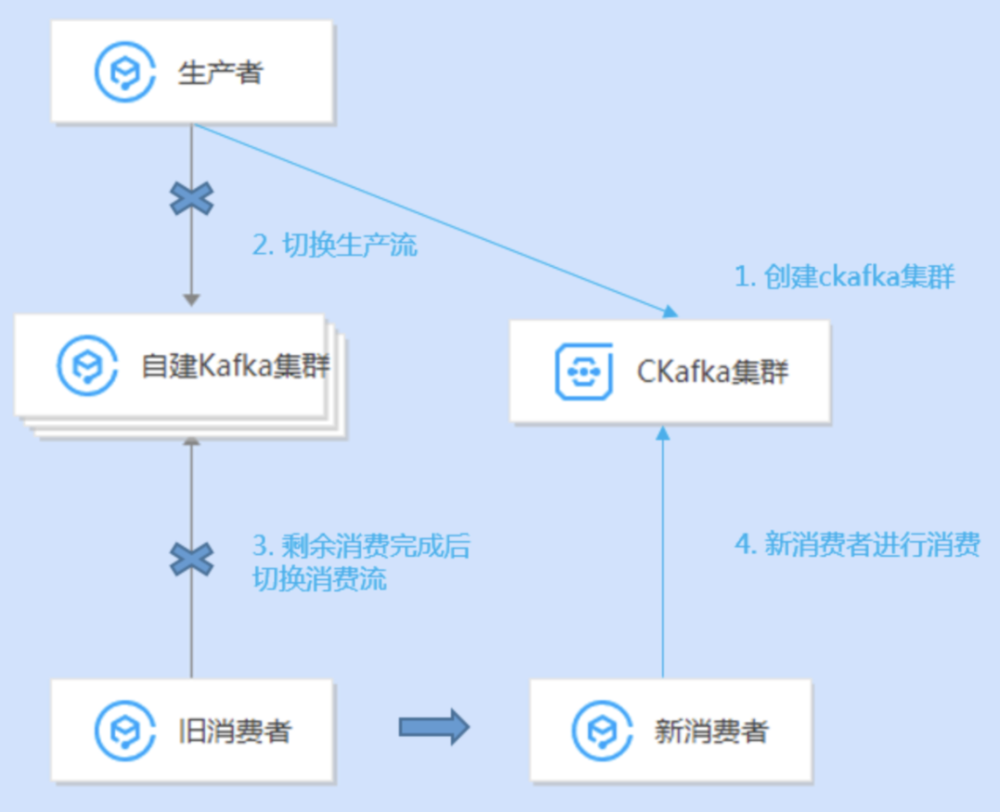 生产者
2. 切换生产流
1. 创建ckafka集群
自建Kafka集群
CKafka集群
3. 剩余消费完成后
切换消费流
4. 新消费者进行消费
旧消费者
新消费者